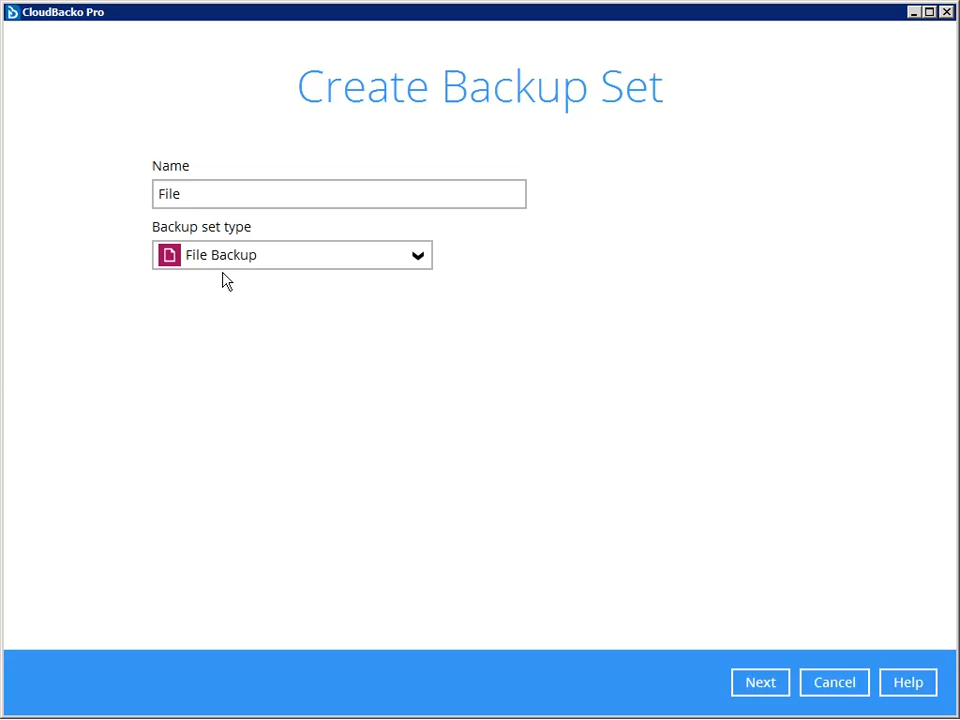 CloudBacko Pro
Create Backup Set
Name
File
Backup set type
File Backup
Next Cancel Help